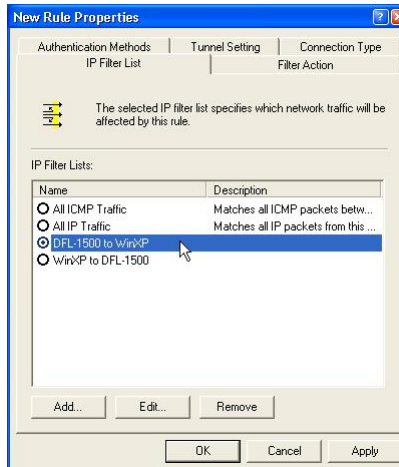 New Rule Properties
Authentication Methods
Tunnel Setting
Connection Type
IP Filter List
Filter Action
The selected IP filter list specifies which network traffic will be
affected by this rule.
IP Filter Lists:
Name
Description
All ICMP Traffic
Matches all ICMP packets betw...
All IP Traffic
Matches all IP packets from this ...
DFL-1500 to WinXP
WinXP to DFL-1500
Add...
Edit...
Remove
OK
Cancel
Apply